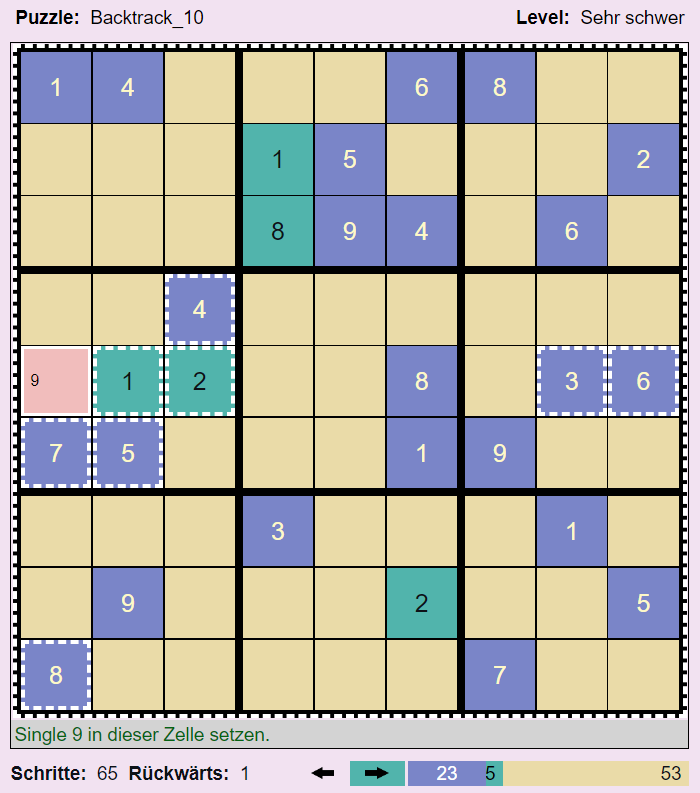 Puzzle: Backtrack_10 Level: Sehr schwer
1 4 6 8
1 5 2
8 9 4 6
4
9 1 2 8 3 6
7 5 1 9
3 1
9 2 5
8 7
Single 9 in dieser Zelle setzen.
Schritte: 65 Rückwärts: 1 23 5 53